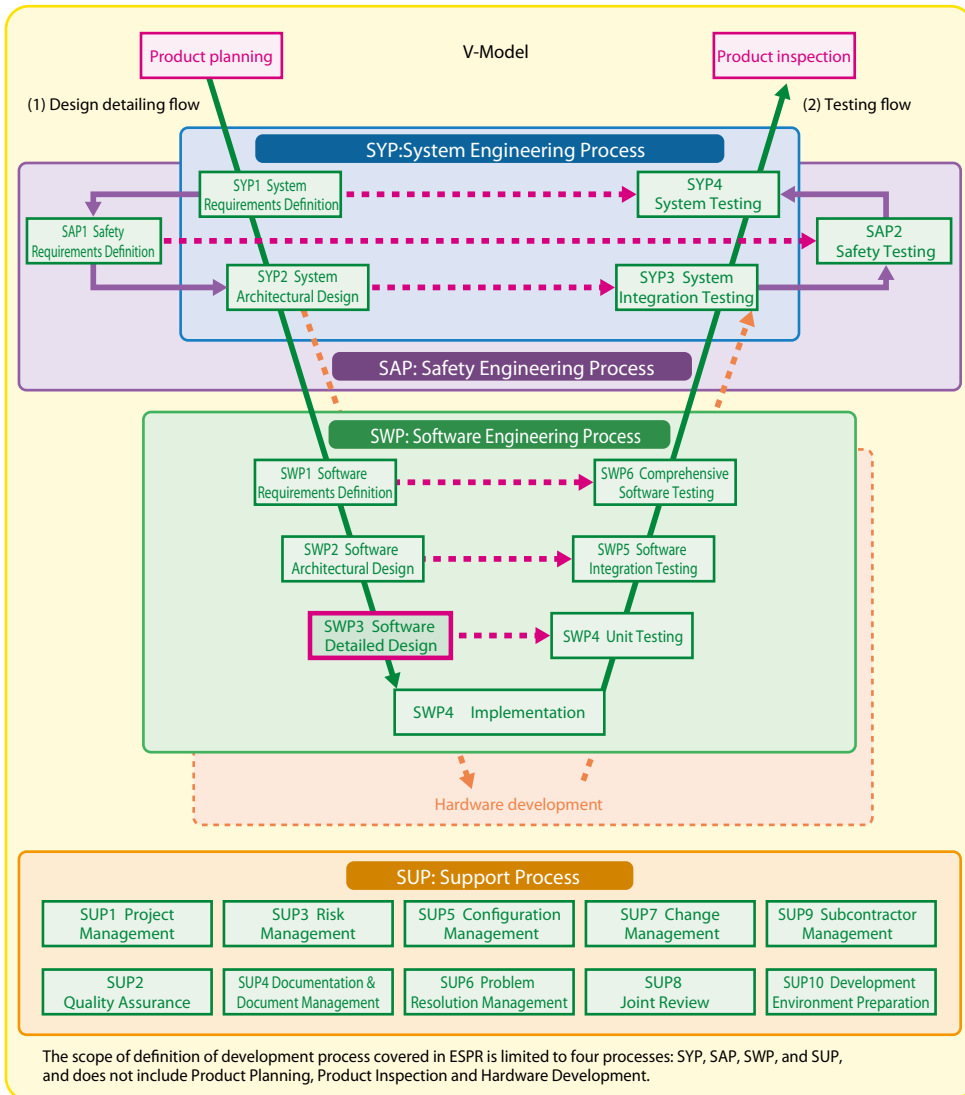 Product planning
V-Model
Product inspection
(1) Design detailing flow
(2) Testing flow
SYP:System Engineering Process
SYP1 System
Requirements Definition
SYP4
System Testing
SAP1 Safety
Requirements Definition
SAP2
Safety Testing
SYP2 System
Architectural Design
SYP3 System
Integration Testing
SAP: Safety Engineering Process
SWP: Software Engineering Process
SWP1 Software
Requirements Definition
SWP6 Comprehensive
Software Testing
SWP2 Software
Architectural Design
SWP5 Software
Integration Testing
SWP3 Software
Detailed Design
SWP4 Unit Testing
SWP4 Implementation
Hardware development
SUP: Support Process
SUP1 Project
Management
SUP3 Risk
Management
SUP5 Configuration
Management
SUP7 Change
Management
SUP9 Subcontractor
Management
SUP2
Quality Assurance
SUP4 Documentation &
Document Management
SUP6 Problem
Resolution Management
SUP8
Joint Review
SUP10 Development
Environment Preparation
The scope of definition of development process covered in ESPR is limited to four processes: SYP, SAP, SWP, and SUP,
and does not include Product Planning, Product Inspection and Hardware Development.